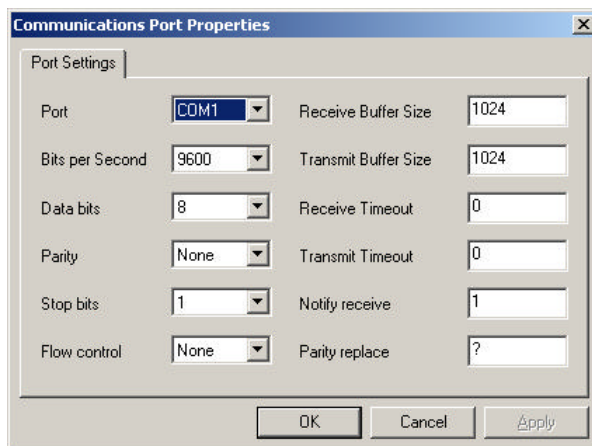 Communications Port Properties
Port Settings
Port COM1 Receive Buffer Size 1024
Bits per Second 9600 Transmit Buffer Size 1024
Data bits 8 Receive Timeout 0
Parity None Transmit Timeout 0
Stop bits 1 Notify receive 1
Flow control None Parity replace ?
OK Cancel Apply